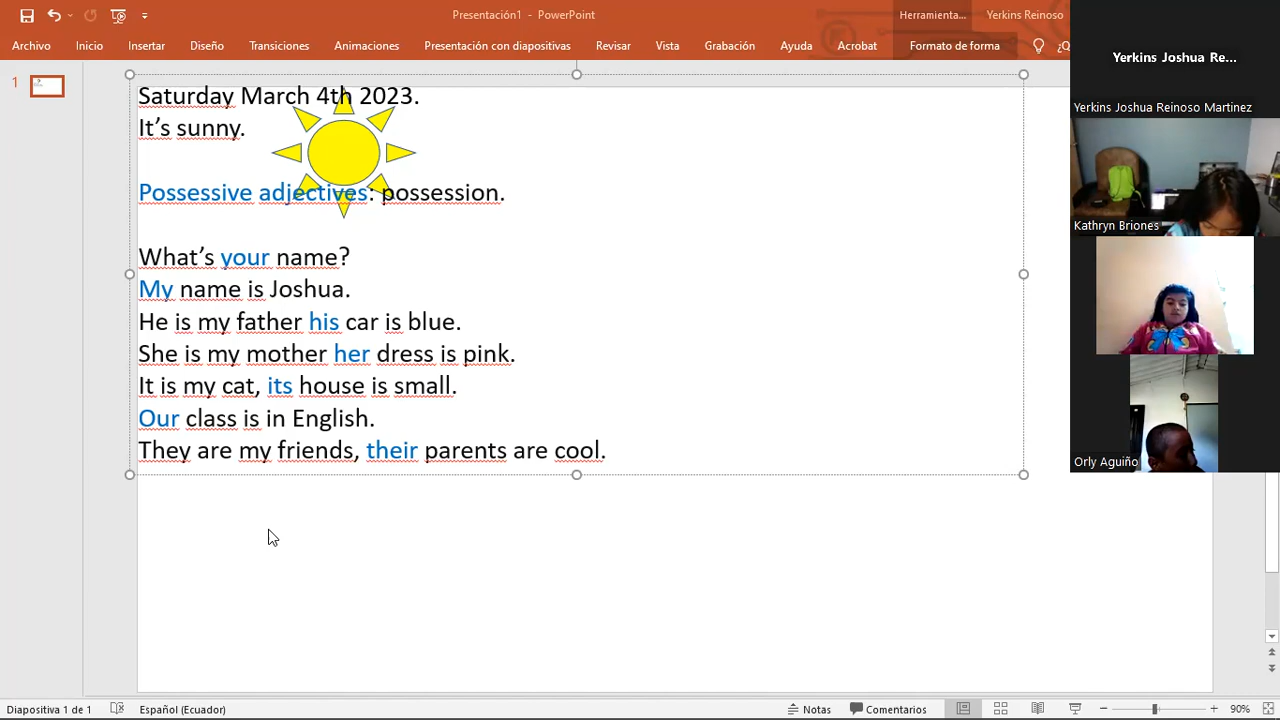 Presentación1 - PowerPoint
Herramienta...
Yerkins Reinoso
Archivo Inicio Insertar Diseño Transiciones Animaciones Presentación con diapositivas Revisar Vista Grabación Ayuda Acrobat Formato de forma ¿Q
1
Saturday March 4th 2023.
It's sunny.
Possessive adjectives: possession.
What's your name?
My name is Joshua.
He is my father his car is blue.
She is my mother her dress is pink.
It is my cat, its house is small.
Our class is in English.
They are my friends, their parents are cool.
Yerkins Joshua Re...
Yerkins Joshua Reinoso Martinez
Kathryn Briones
Orly Aguiño
Diapositiva 1 de 1 Español (Ecuador) Notas Comentarios 90%